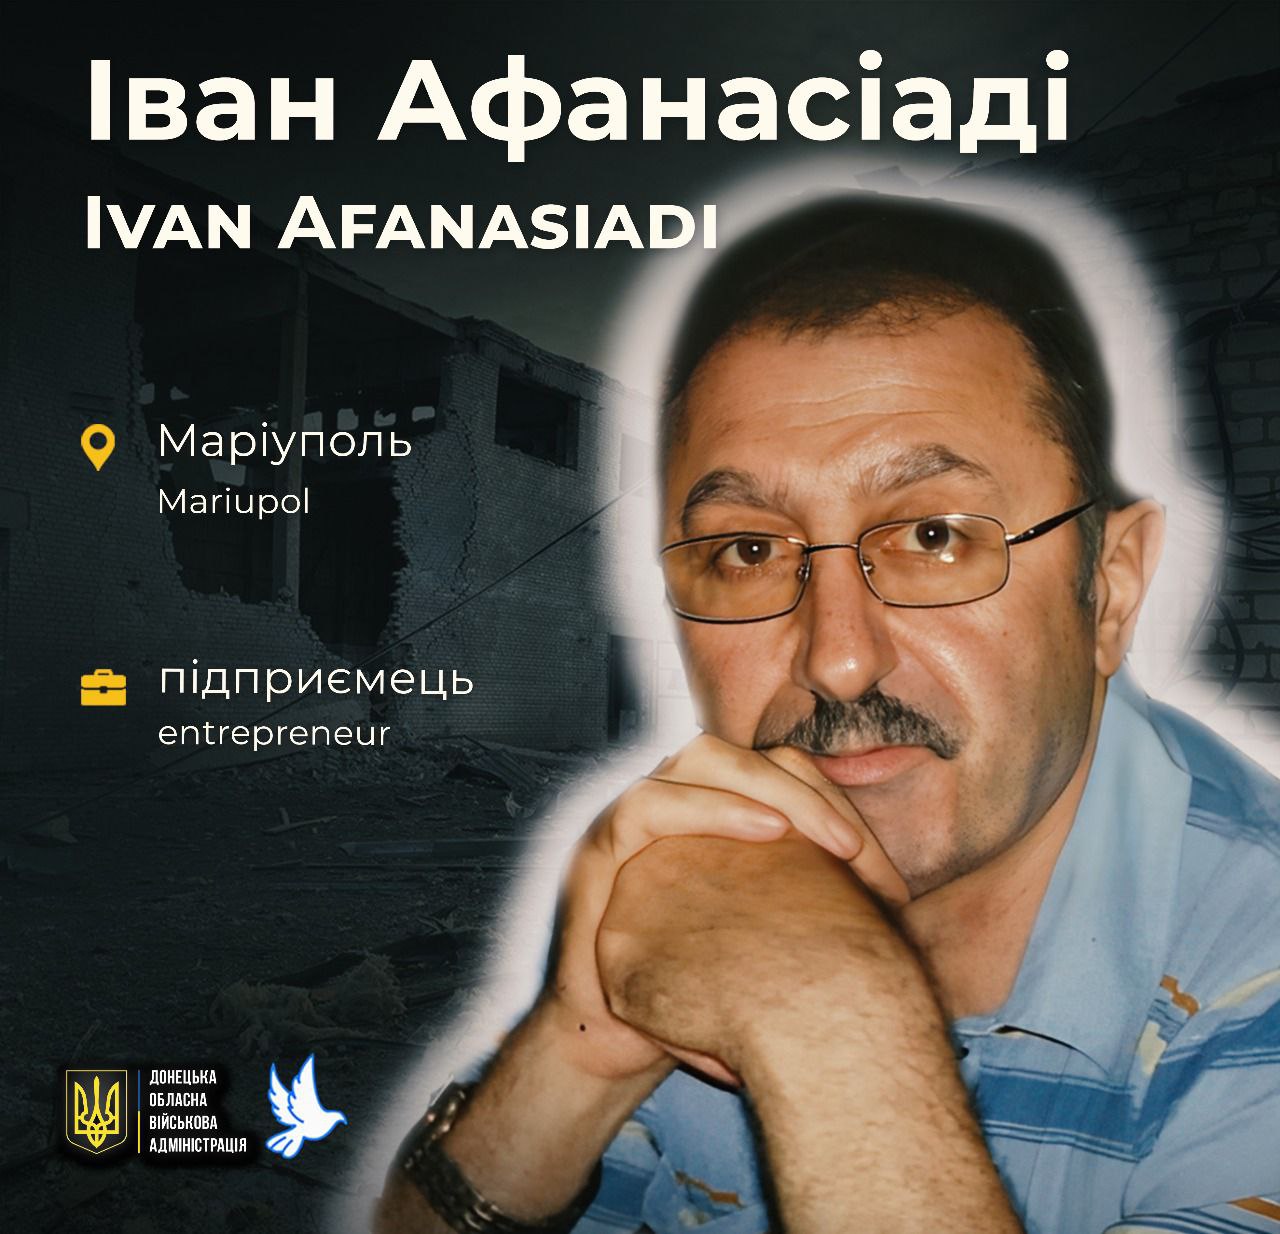 Іван Афанасіаді
Ivan Afanasiadi
Маріуполь
Mariupol
підприємець
entrepreneur
ДОНЕЦЬКА
ОБЛАСНА
ВІЙСЬКОВА
АДМІНІСТРАЦІЯ